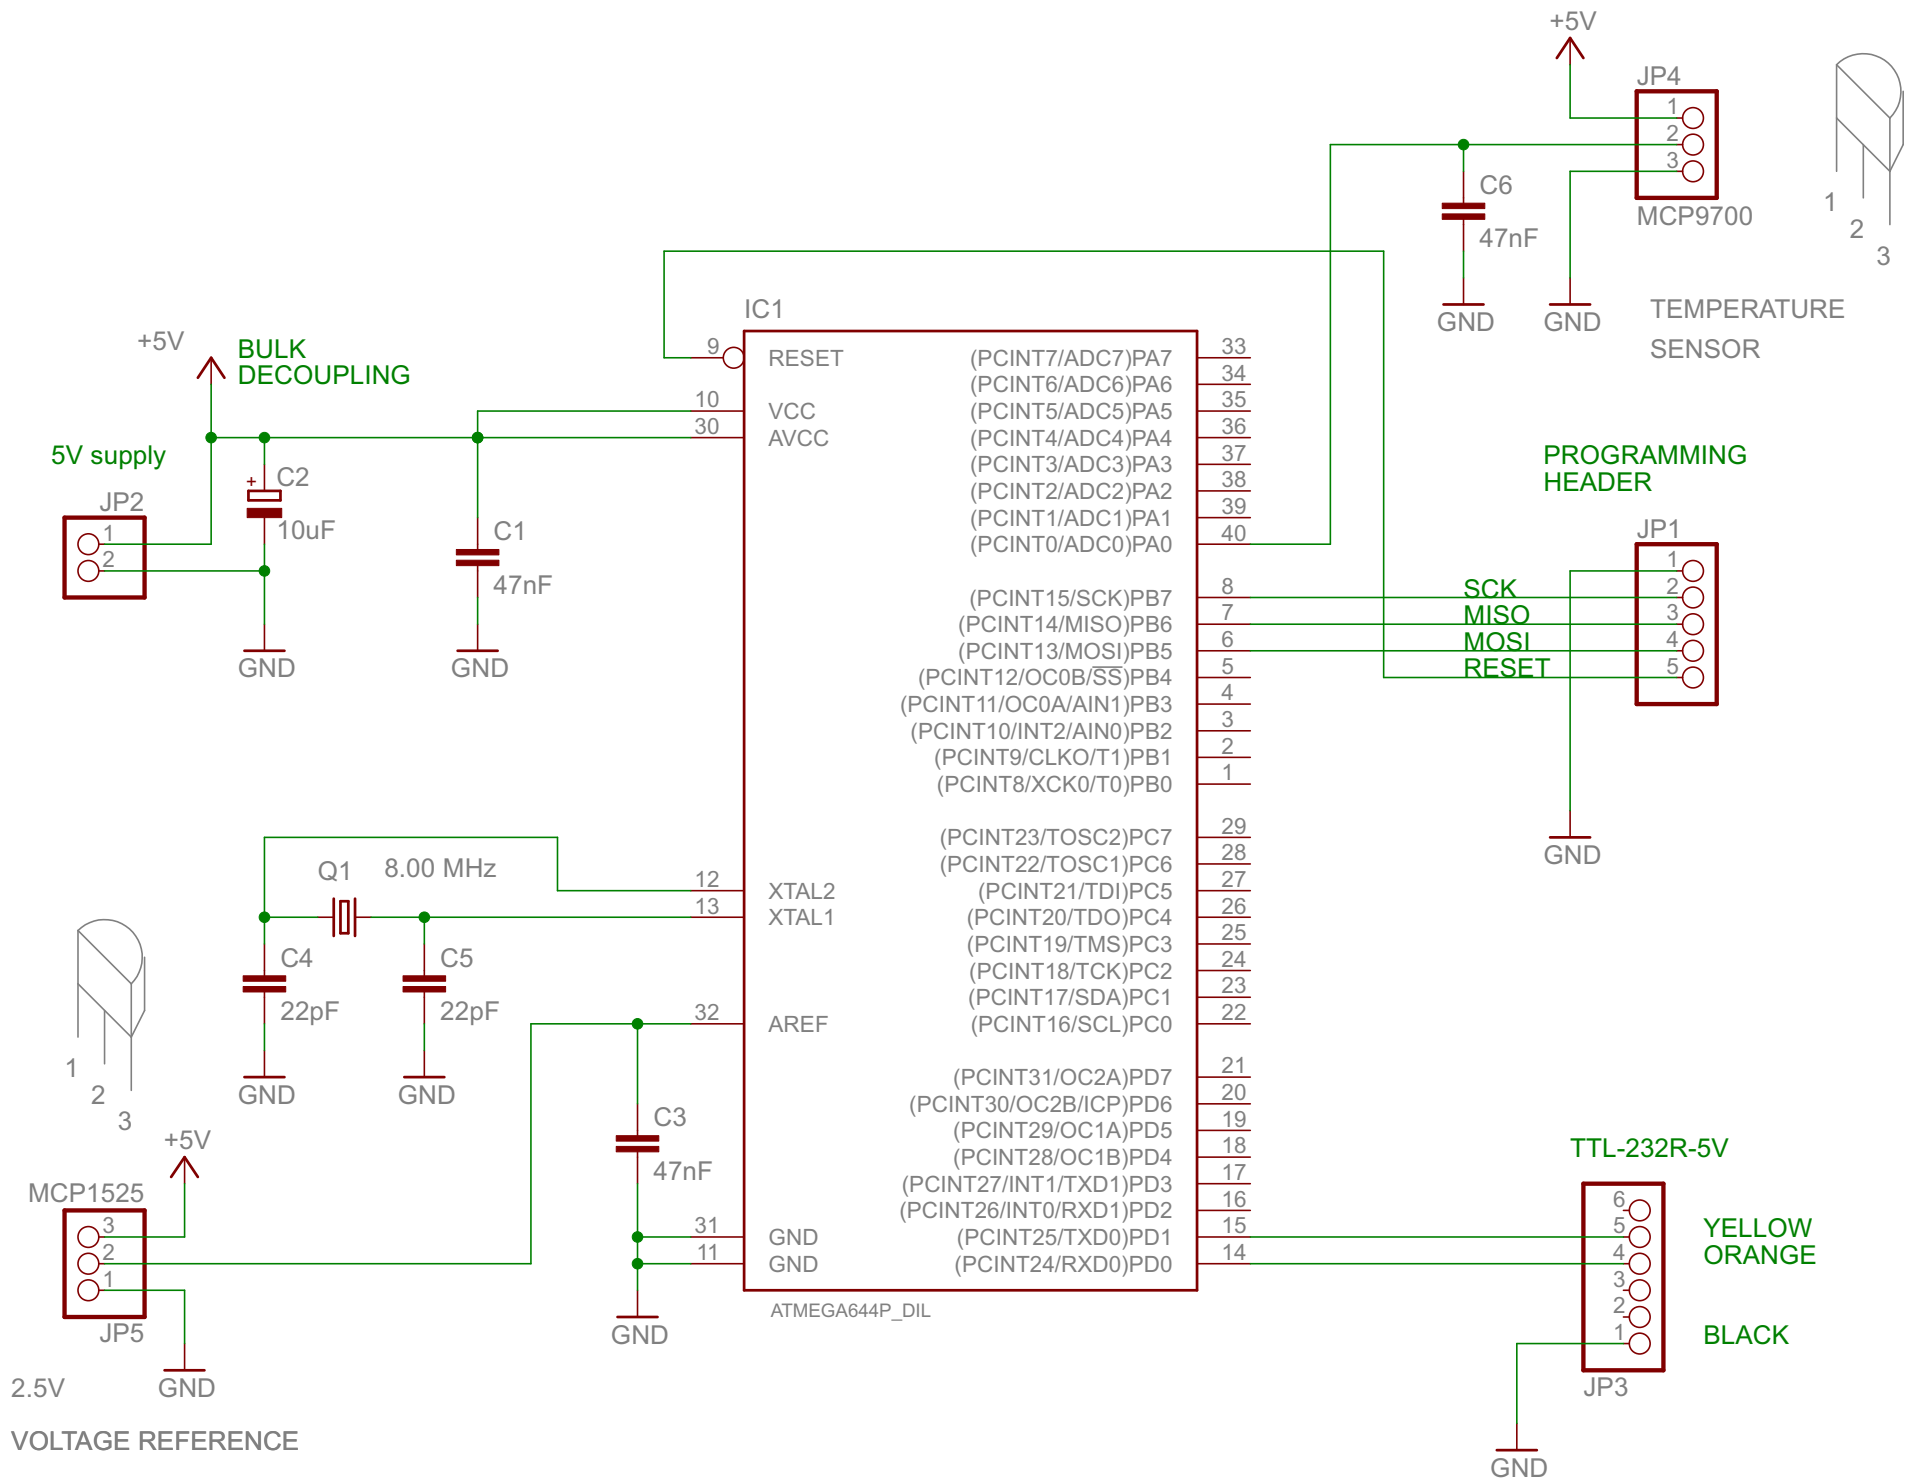 +5V
JP4
1
2
3
MCP9700
C6
47nF
GND
GND
1
2
3
TEMPERATURE
SENSOR
+5V
BULK
DECOUPLING
5V supply
JP2
1
2
+
C2
10uF
C1
47nF
GND
GND
IC1
9
RESET
10
VCC
30
AVCC
12
XTAL2
13
XTAL1
32
AREF
31
GND
11
GND
(PCINT7/ADC7)PA7
33
(PCINT6/ADC6)PA6
34
(PCINT5/ADC5)PA5
35
(PCINT4/ADC4)PA4
36
(PCINT3/ADC3)PA3
37
(PCINT2/ADC2)PA2
38
(PCINT1/ADC1)PA1
39
(PCINT0/ADC0)PA0
40
(PCINT15/SCK)PB7
8
(PCINT14/MISO)PB6
7
(PCINT13/MOSI)PB5
6
(PCINT12/OC0B/SS)PB4
5
(PCINT11/OC0A/AIN1)PB3
4
(PCINT10/INT2/AIN0)PB2
3
(PCINT9/CLKO/T1)PB1
2
(PCINT8/XCK0/T0)PB0
1
(PCINT23/TOSC2)PC7
29
(PCINT22/TOSC1)PC6
28
(PCINT21/TDI)PC5
27
(PCINT20/TDO)PC4
26
(PCINT19/TMS)PC3
25
(PCINT18/TCK)PC2
24
(PCINT17/SDA)PC1
23
(PCINT16/SCL)PC0
22
(PCINT31/OC2A)PD7
21
(PCINT30/OC2B/ICP)PD6
20
(PCINT29/OC1A)PD5
19
(PCINT28/OC1B)PD4
18
(PCINT27/INT1/TXD1)PD3
17
(PCINT26/INT0/RXD1)PD2
16
(PCINT25/TXD0)PD1
15
(PCINT24/RXD0)PD0
14
ATMEGA644P_DIL
PROGRAMMING
HEADER
JP1
1
SCK
2
MISO
3
MOSI
4
RESET
5
GND
Q1
8.00 MHz
C4
22pF
C5
22pF
GND
GND
1
2
3
+5V
MCP1525
3
2
1
JP5
GND
2.5V
VOLTAGE REFERENCE
C3
47nF
GND
TTL-232R-5V
6
5
4
3
2
1
YELLOW
ORANGE
BLACK
JP3
GND